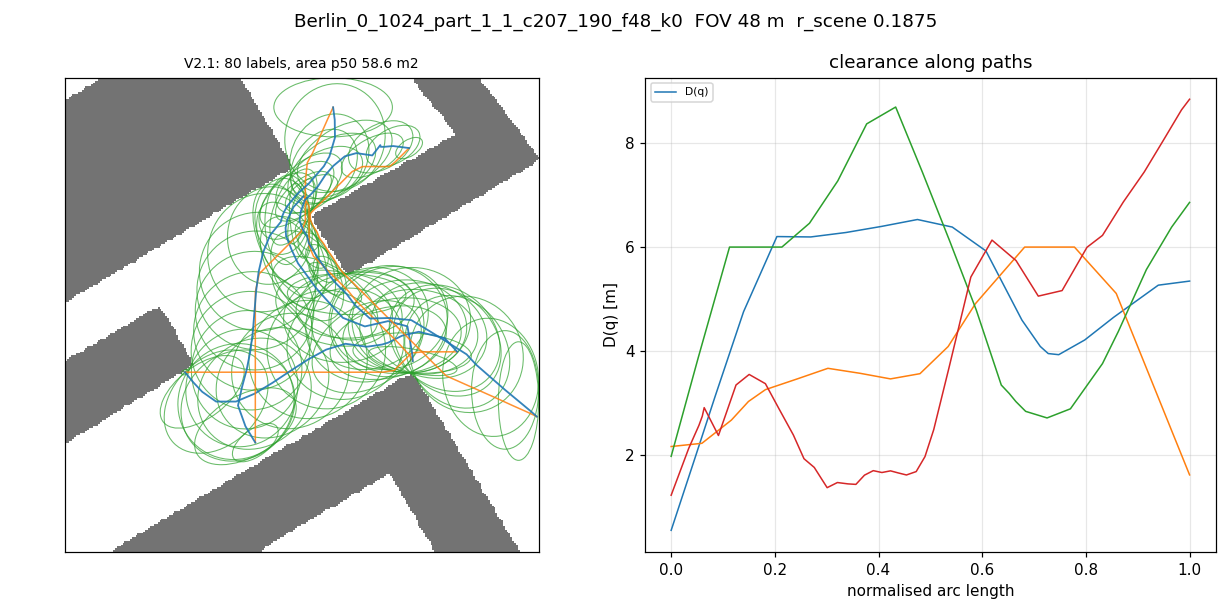 Berlin_0_1024_part_1_1_c207_190_f48_k0  FOV 48 m  r_scene 0.1875
V2.1: 80 labels, area p50 58.6 m2
clearance along paths
D(q)
D(q) [m]
8
6
4
2
0.0 0.2 0.4 0.6 0.8 1.0
normalised arc length